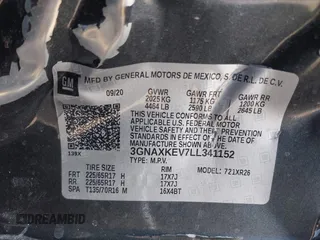 GM
MFD BY GENERAL MOTORS DE MEXICO, S. DE R.L. DE C.V.
09/20 GVWR GAWR FRT GAWR RR
2025 KG 1175 KG 1200 KG
4464 LB 2590 LB 2645 LB
THIS VEHICLE CONFORMS TO ALL APPLICABLE
FEDERAL MOTOR VEHICLE SAFETY, BUMPER, AND
THEFT PREVENTION STANDARDS IN EFFECT ON
THE DATE OF MANUFACTURE SHOWN ABOVE.
3GNAXKEV7LL341152
TYPE: M.P.V. MODEL: 721XR26
TIRE SIZE RIM
FRT 225/65R17 H 17X7J
RR 225/65R17 H 17X7J
SPA T135/70R16 M 16X4BT
DREAMBID